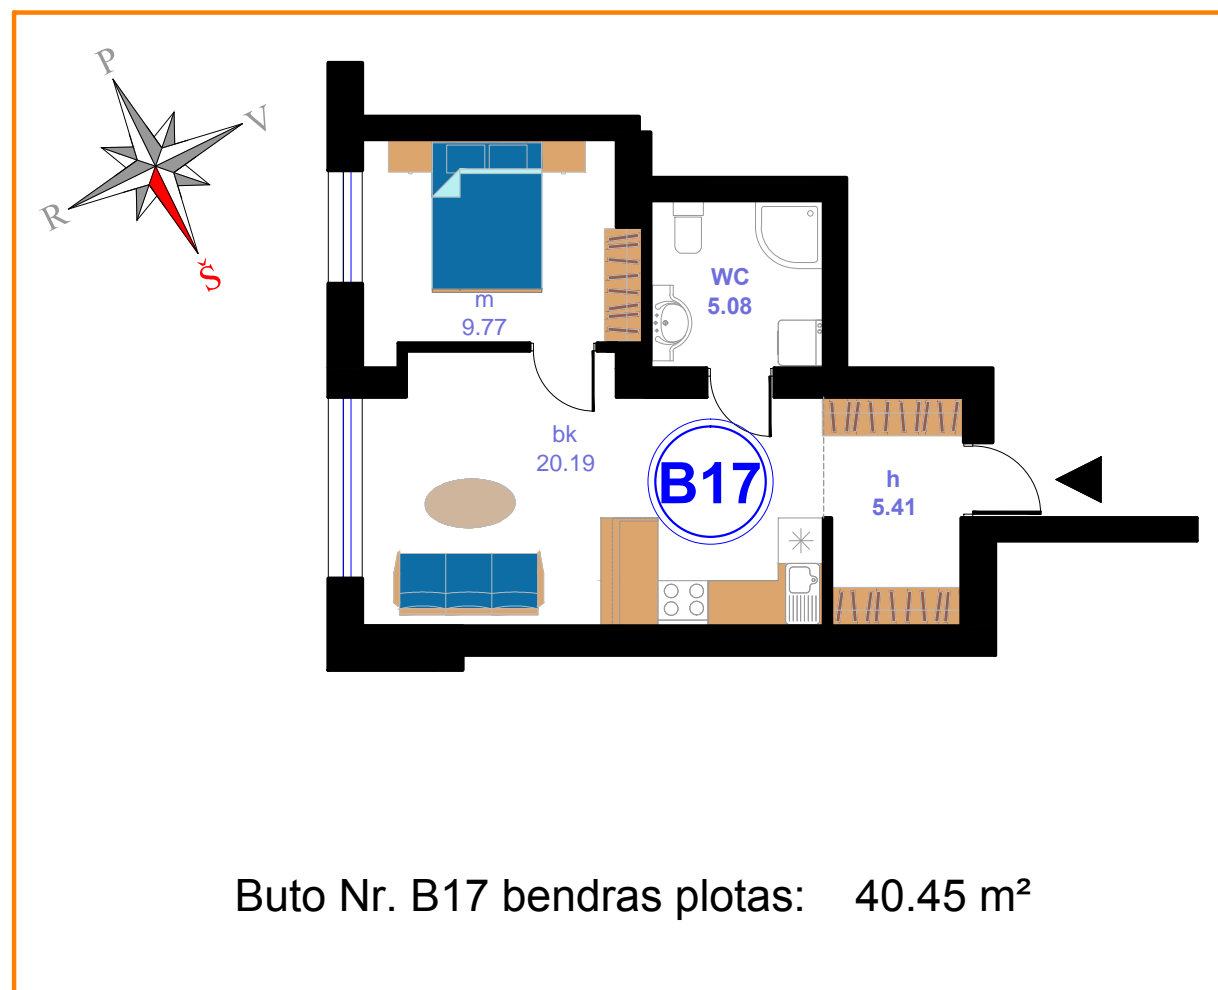 P
V
R
Š
WC
5.08
m
9.77
bk
20.19
B17
h
5.41
Buto Nr. B17 bendras plotas: 40.45 m²